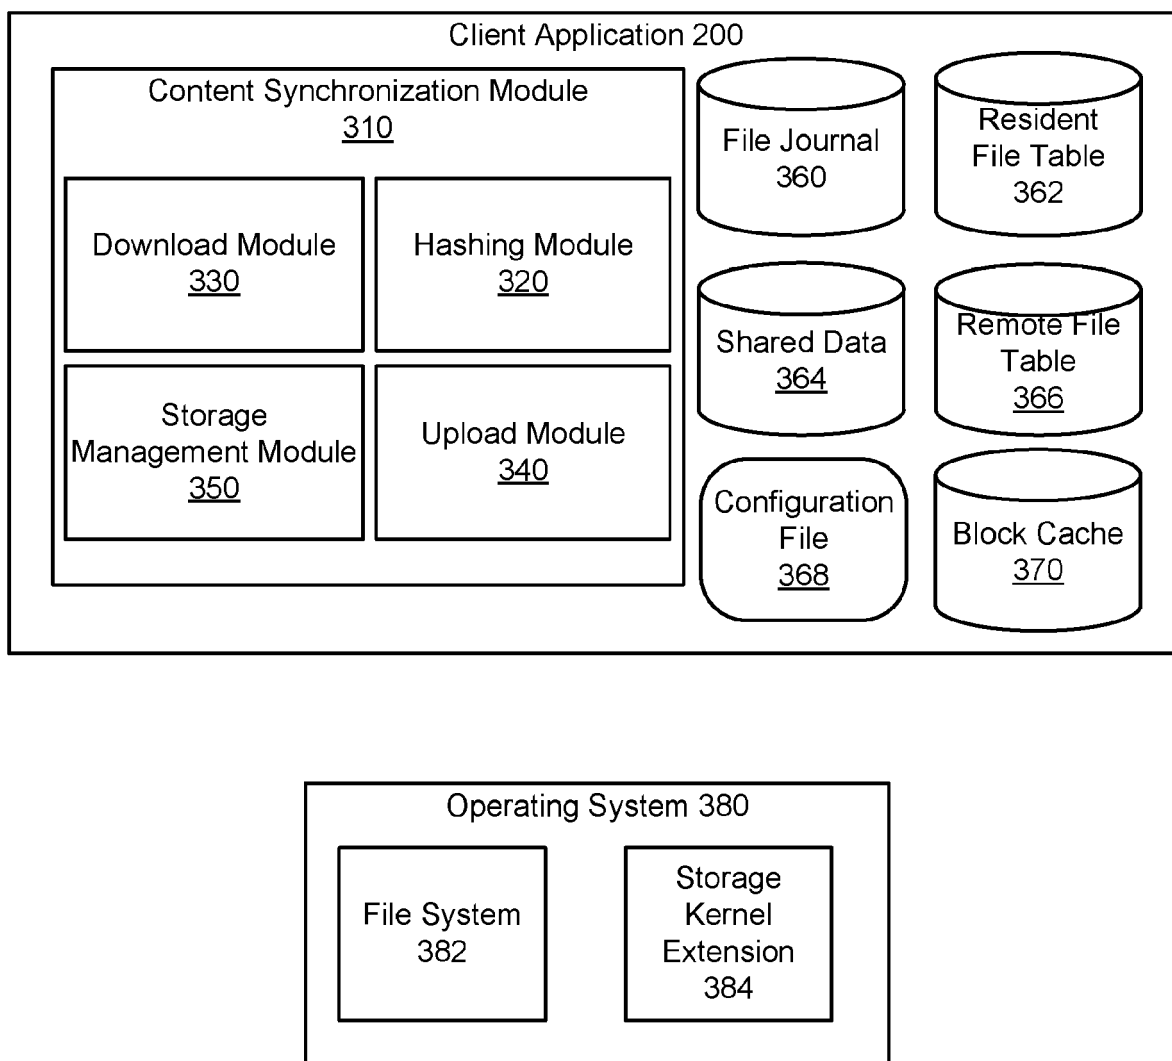 Client Application 200
Content Synchronization Module
310
Download Module
330
Hashing Module
320
Storage
Management Module
350
Upload Module
340
File Journal
360
Resident
File Table
362
Shared Data
364
Remote File
Table
366
Configuration
File
368
Block Cache
370
Operating System 380
File System
382
Storage
Kernel
Extension
384